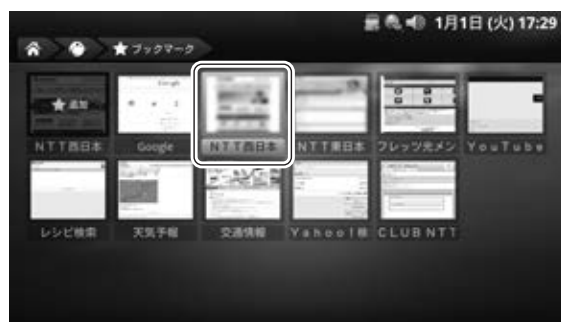 1月1日 (火) 17:29
ブックマーク
追加
NTT西日本 Google NTT西日本 NTT東日本 フレッツ光メン YouTube
レシピ検索 天気予報 交通情報 Yahoo!検 CLUB NTT